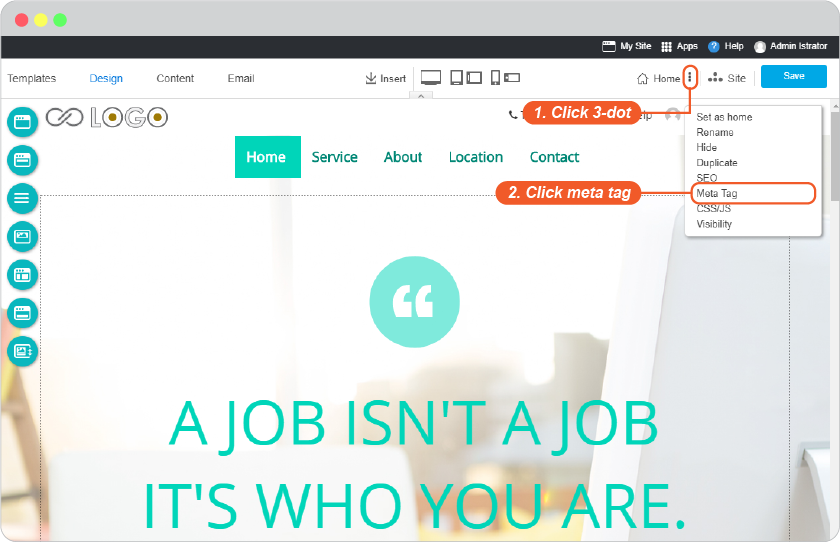 My Site Apps ? Help Admin Istrator
Templates Design Content Email Insert Home Site Save
LOGO
1. Click 3-dot
Set as home
Rename
Hide
Duplicate
SEO
Meta Tag
CSS/JS
Visibility
Home Service About Location Contact
2. Click meta tag
A JOB ISN'T A JOB
IT'S WHO YOU ARE.